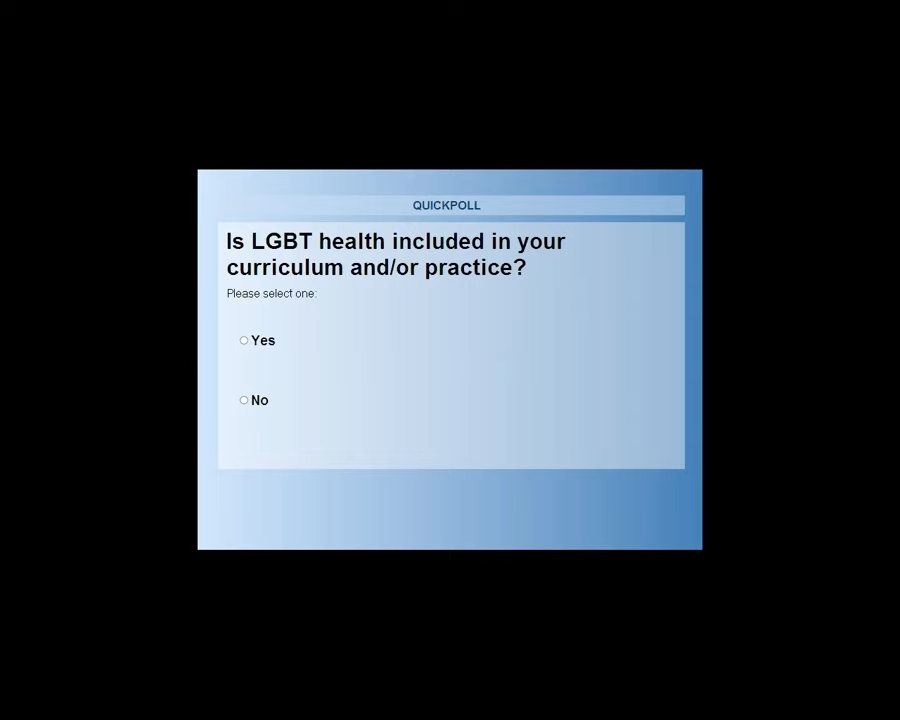 QUICKPOLL
Is LGBT health included in your
curriculum and/or practice?
Please select one:
Yes
No